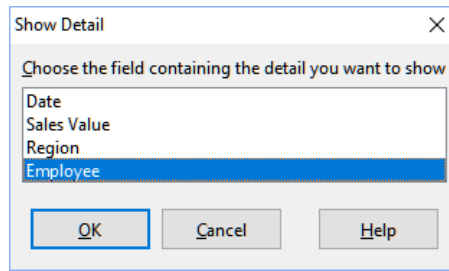 Show Detail
Choose the field containing the detail you want to show
Date
Sales Value
Region
Employee
OK Cancel Help